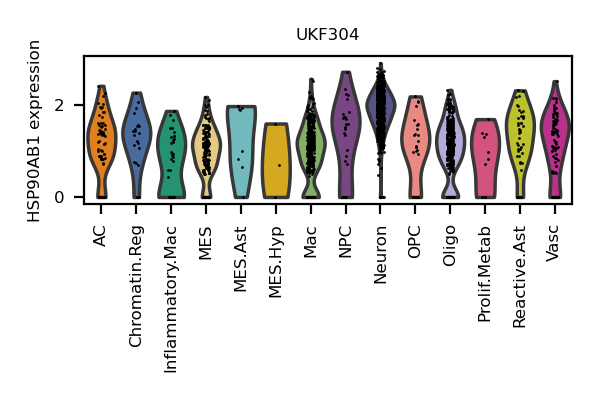 UKF304
HSP90AB1 expression
2
0
AC
Chromatin.Reg
Inflammatory.Mac
MES
MES.Ast
MES.Hyp
Mac
NPC
Neuron
OPC
Oligo
Prolif.Metab
Reactive.Ast
Vasc